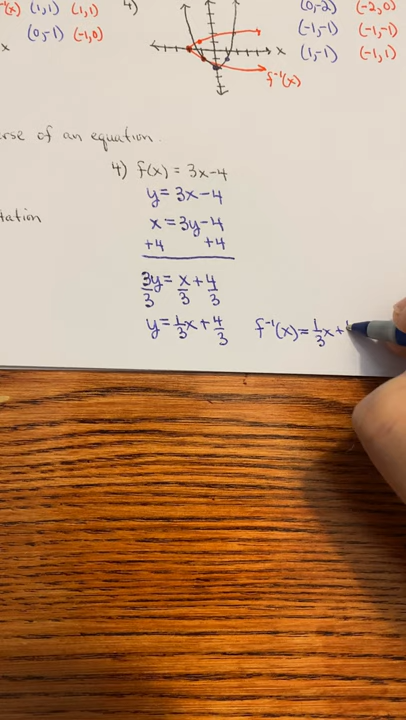 ⁻¹(x) (1,1) (1,1)
(0,-1) (-1,0)
x
4)
x
f⁻¹(x)
(0,-2) (-2,0)
(-1,-1) (-1,-1)
(1,-1) (-1,1)
rse of an equation.
tation
4) f(x) = 3x-4
y = 3x-4
x = 3y-4
+4 +4
3y/3 = x/3 + 4/3
y = 1/3x + 4/3
f⁻¹(x) = 1/3x +